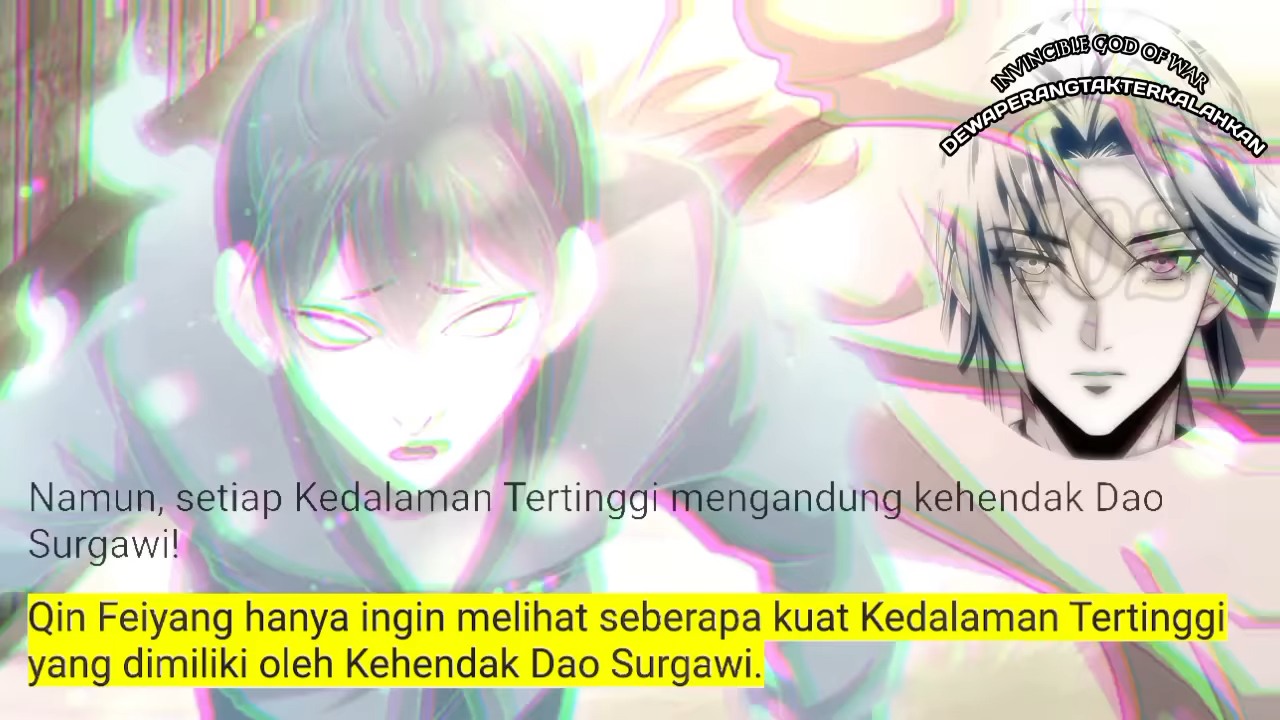 INVINCIBLE GOD OF WAR
DEWAPERANGTAKTERKALAHKAN
Namun, setiap Kedalaman Tertinggi mengandung kehendak Dao
Surgawi!
Qin Feiyang hanya ingin melihat seberapa kuat Kedalaman Tertinggi
yang dimiliki oleh Kehendak Dao Surgawi.